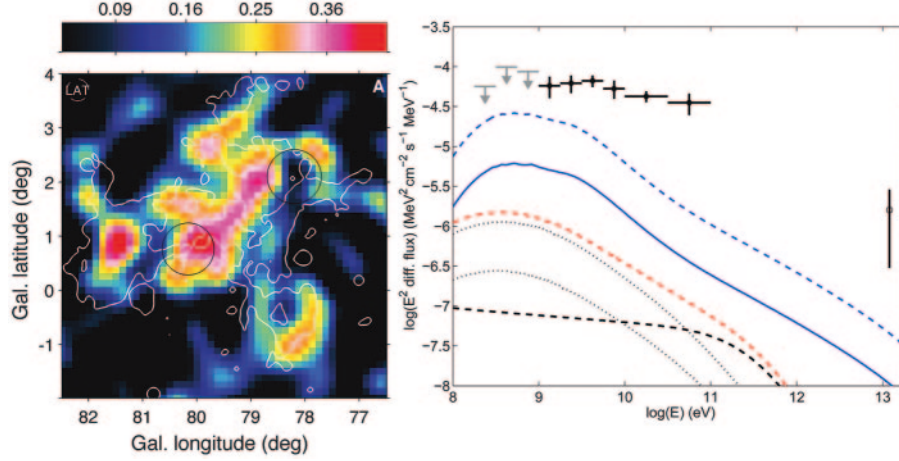 0.09 0.16 0.25 0.36
LAT A
4
3
2
1
0
-1
82 81 80 79 78 77
Gal. longitude (deg)
Gal. latitude (deg)
-3.5
-4
-4.5
-5
-5.5
-6
-6.5
-7
-7.5
-8
8 9 10 11 12 13
log(E) (eV)
log(E² diff. flux) (MeV² cm⁻² s⁻¹ MeV⁻¹)